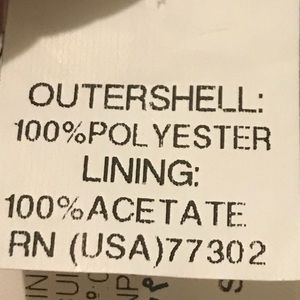 OUTERSHELL:
100%POLYESTER
LINING:
100%ACETATE
RN (USA)77302